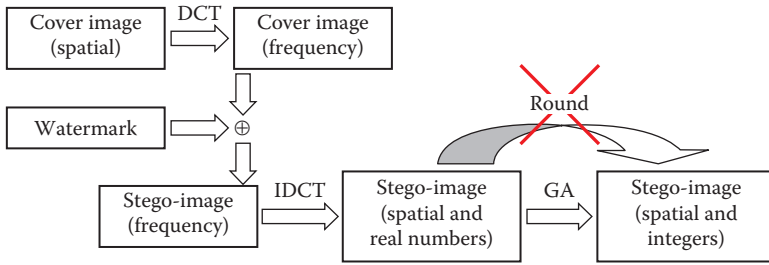 DCT
Cover image
(spatial)
Cover image
(frequency)
Watermark
⊕
Round
Stego-image
(frequency)
IDCT
Stego-image
(spatial and
real numbers)
GA
Stego-image
(spatial and
integers)